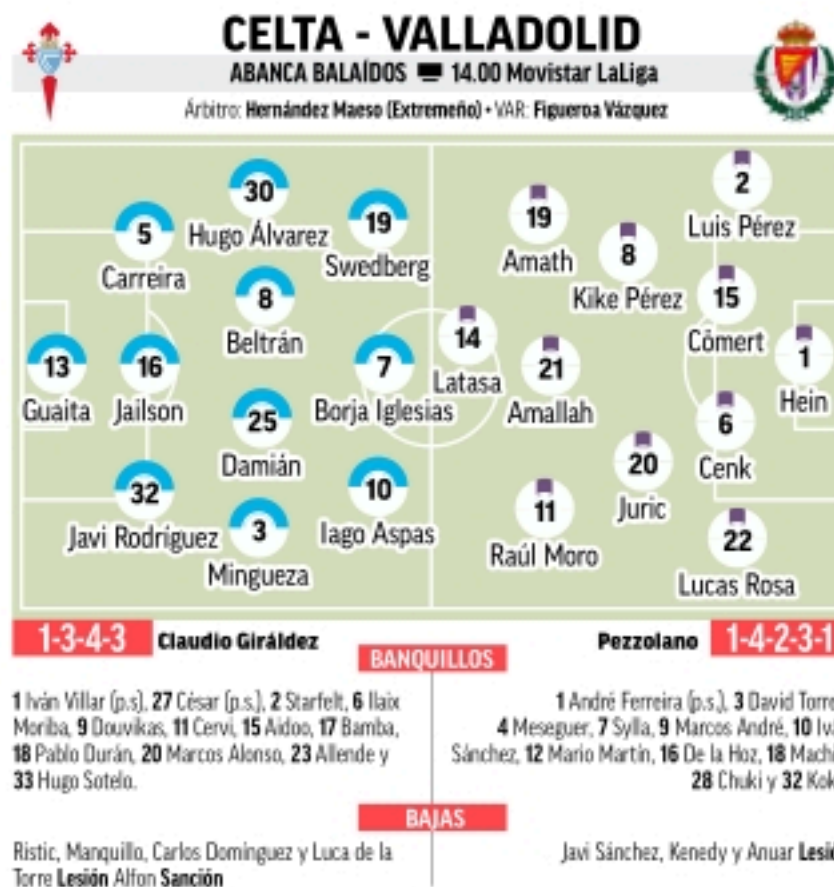 CELTA - VALLADOLID
ABANCA BALAÍDOS 14.00 Movistar LaLiga
Árbitro: Hernández Maeso (Extremeño) • VAR: Figueroa Vázquez
30
Hugo Álvarez
5
Carreira
19
Swedberg
8
Beltrán
13
Guaita
16
Jailson
7
Borja Iglesias
25
Damián
32
Javi Rodríguez
10
Iago Aspas
3
Mingueza
2
Luis Pérez
19
Amath
8
Kike Pérez
15
Cömert
14
Latasa
21
Amallah
1
Hein
6
Cenk
20
Juric
11
Raúl Moro
22
Lucas Rosa
1-3-4-3 Claudio Giráldez
Pezzolano 1-4-2-3-1
BANQUILLOS
1 Iván Villar (p.s), 27 César (p.s.), 2 Starfelt, 6 Ilaix
Moriba, 9 Douvikas, 11 Cervi, 15 Aidoo, 17 Bamba,
18 Pablo Durán, 20 Marcos Alonso, 23 Allende y
33 Hugo Sotelo.
1 André Ferreira (p.s.), 3 David Torre
4 Meseguer, 7 Sylla, 9 Marcos André, 10 Ivá
Sánchez, 12 Mario Martín, 16 De la Hoz, 18 Machi
28 Chuki y 32 Kok
BAJAS
Ristic, Manquillo, Carlos Domínguez y Luca de la
Torre Lesión Alfon Sanción
Javi Sánchez, Kenedy y Anuar Lesió